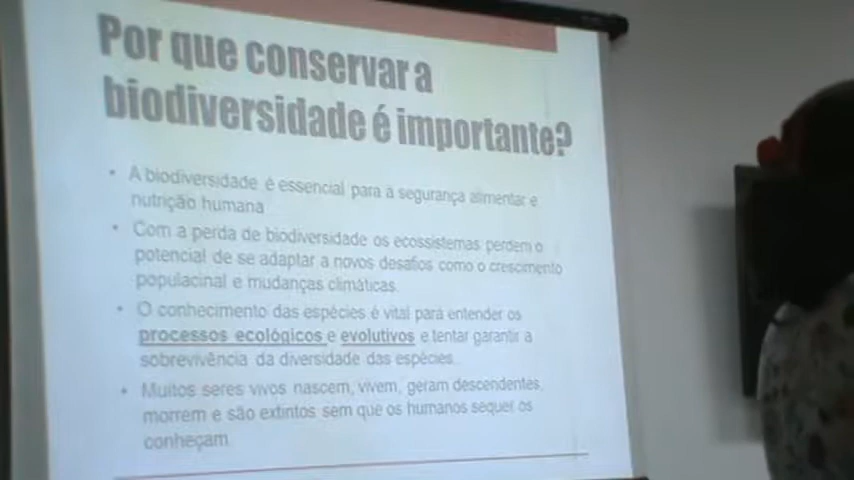 Por que conservar a
biodiversidade é importante?
• A biodiversidade é essencial para a segurança alimentar e
nutrição humana
• Com a perda de biodiversidade os ecossistemas perdem o
potencial de se adaptar a novos desafios como o crescimento
populacinal e mudanças climáticas.
• O conhecimento das espécies é vital para entender os
processos ecológicos e evolutivos e tentar garantir a
sobrevivência da diversidade das espécies.
• Muitos seres vivos nascem, vivem, geram descendentes,
morrem e são extintos sem que os humanos sequer os
conheçam.